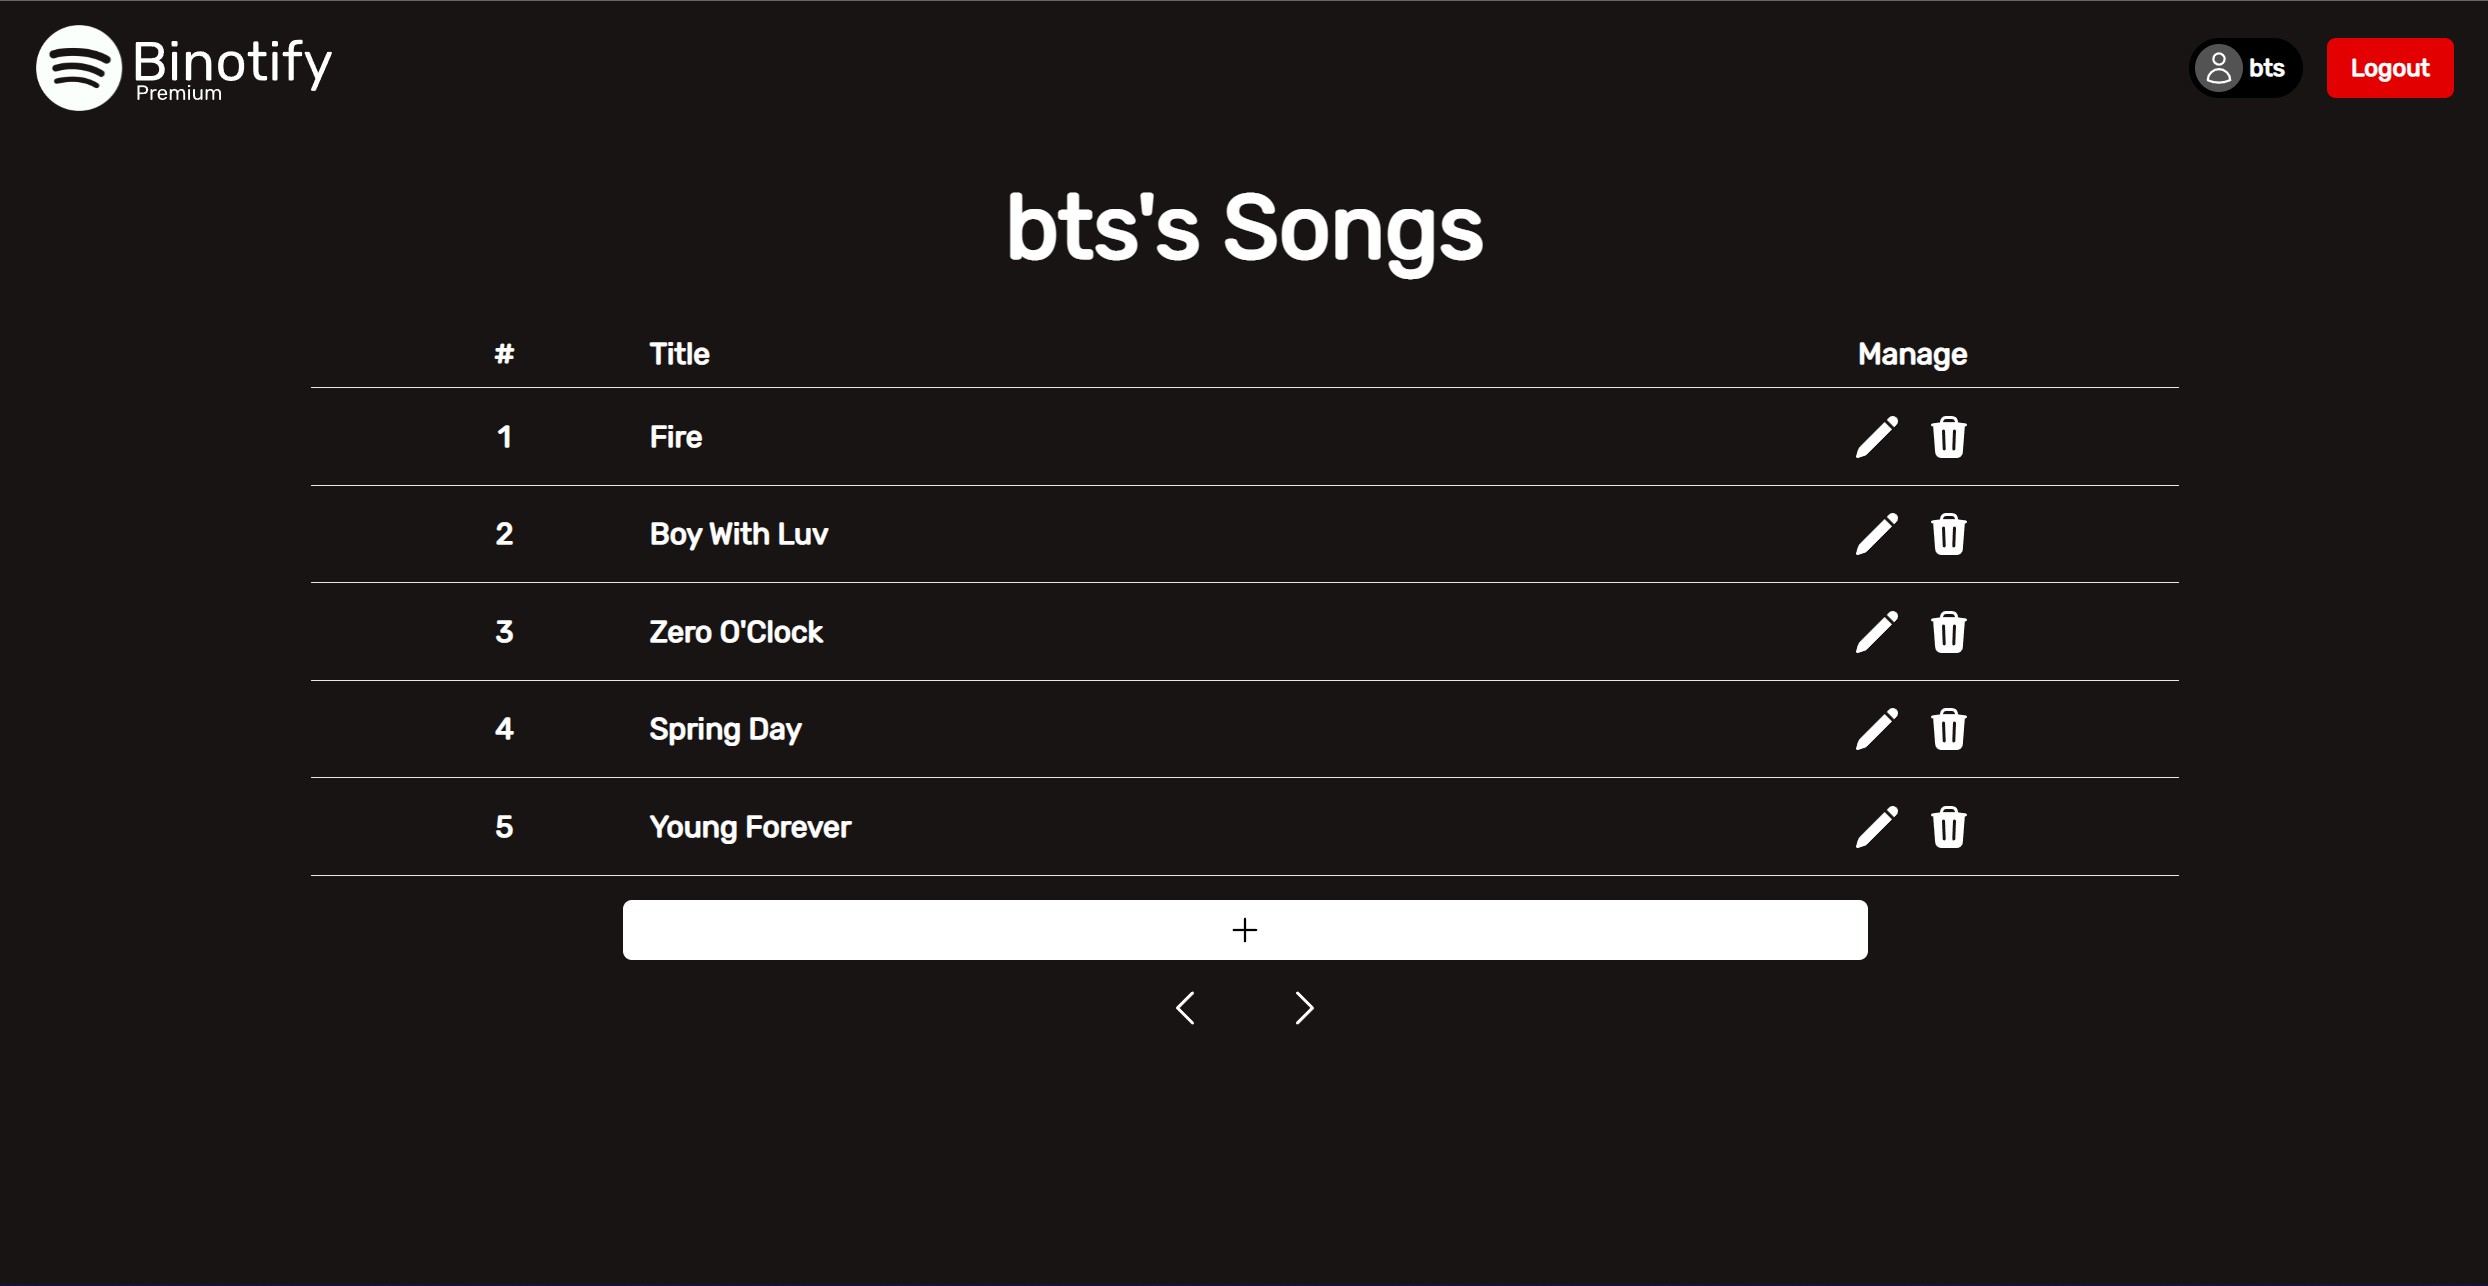 Binotify
Premium
bts
Logout
bts's Songs
# Title Manage
1 Fire
2 Boy With Luv
3 Zero O'Clock
4 Spring Day
5 Young Forever